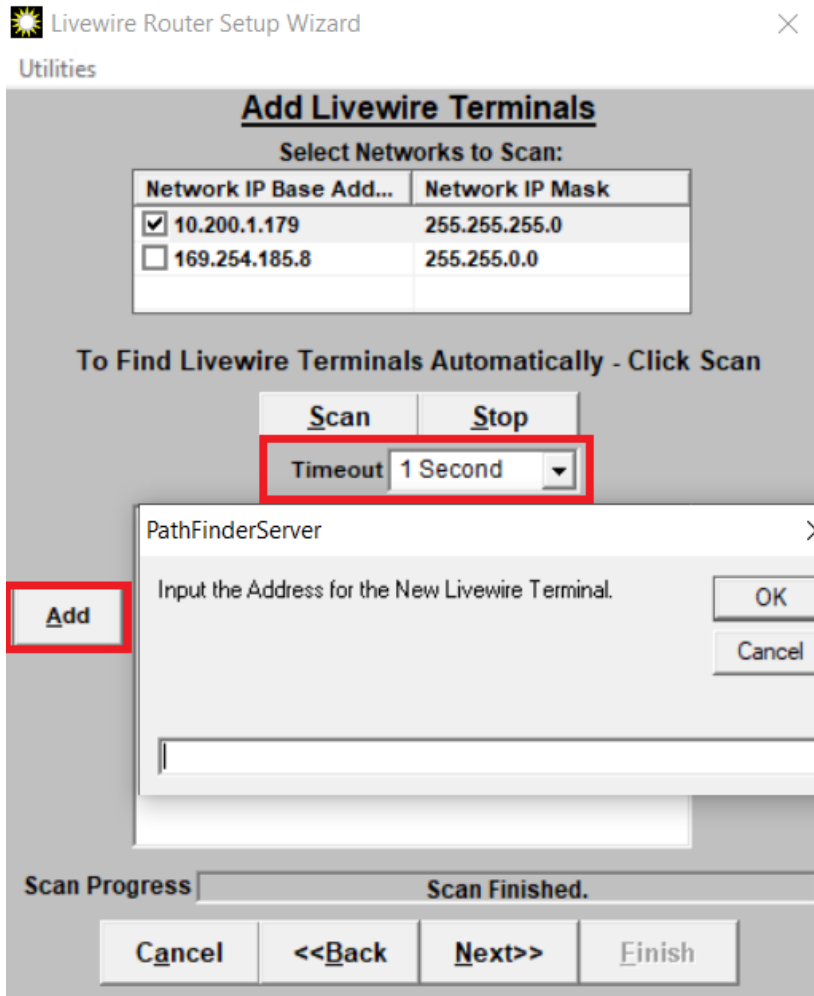 Livewire Router Setup Wizard
Utilities
Add Livewire Terminals
Select Networks to Scan:
Network IP Base Add... Network IP Mask
10.200.1.179 255.255.255.0
169.254.185.8 255.255.0.0
To Find Livewire Terminals Automatically - Click Scan
Scan Stop
Timeout 1 Second
PathFinderServer
Input the Address for the New Livewire Terminal.
OK
Add
Cancel
Scan Progress Scan Finished.
Cancel <<Back Next>> Finish